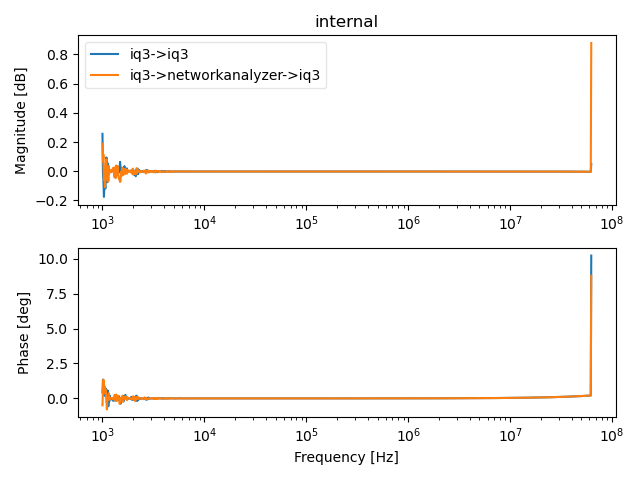 internal
Magnitude [dB]
0.8
0.6
0.4
0.2
0.0
−0.2
iq3->iq3
iq3->networkanalyzer->iq3
10³ 10⁴ 10⁵ 10⁶ 10⁷ 10⁸
Phase [deg]
10.0
7.5
5.0
2.5
0.0
10³ 10⁴ 10⁵ 10⁶ 10⁷ 10⁸
Frequency [Hz]